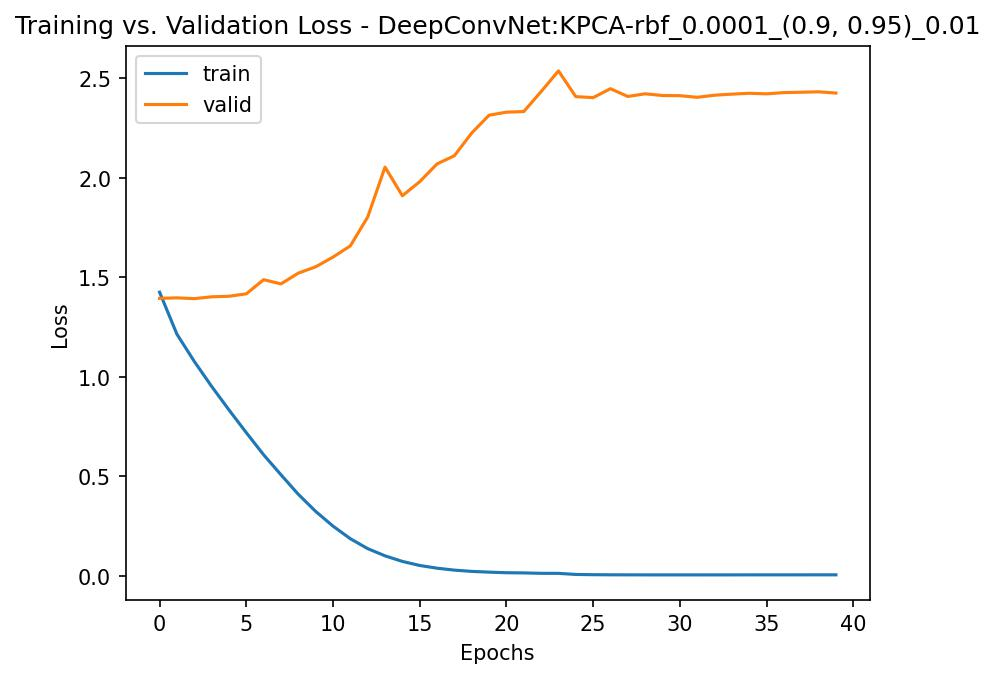 Training vs. Validation Loss - DeepConvNet:KPCA-rbf_0.0001_(0.9, 0.95)_0.01
train
valid
2.5
2.0
1.5
1.0
0.5
0.0
Loss
0 5 10 15 20 25 30 35 40
Epochs